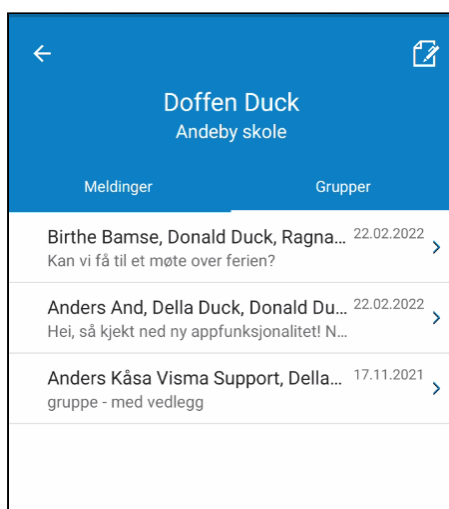 Doffen Duck
Andeby skole
Meldinger Grupper
Birthe Bamse, Donald Duck, Ragna... 22.02.2022
Kan vi få til et møte over ferien?
Anders And, Della Duck, Donald Du... 22.02.2022
Hei, så kjekt ned ny appfunksjonalitet! N...
Anders Kåsa Visma Support, Della... 17.11.2021
gruppe - med vedlegg